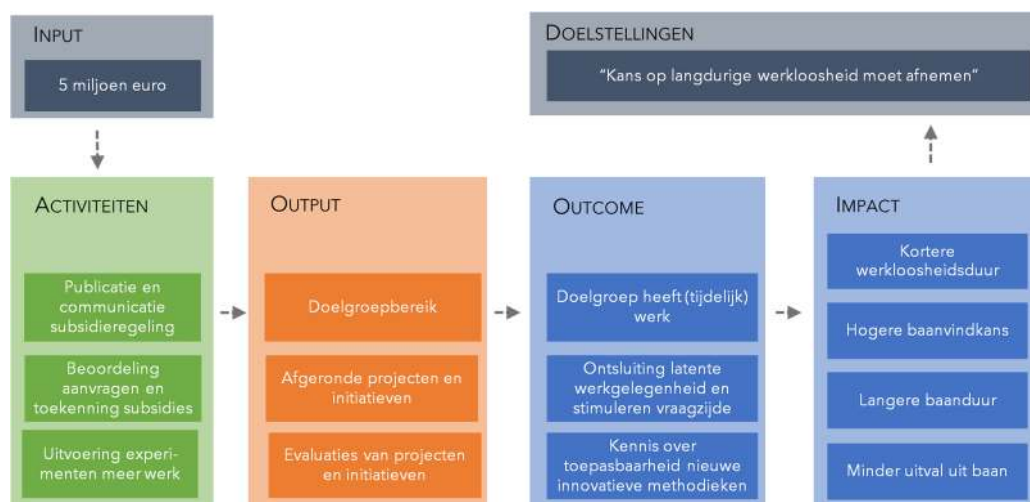 INPUT
5 miljoen euro
DOELSTELLINGEN
“Kans op langdurige werkloosheid moet afnemen”
ACTIVITEITEN
Publicatie en
communicatie
subsidieregeling
Beoordeling
aanvragen en
toekenning subsidies
Uitvoering experi-
menten meer werk
OUTPUT
Doelgroepbereik
Afgeronde projecten en
initiatieven
Evaluaties van projecten
en initiatieven
OUTCOME
Doelgroep heeft (tijdelijk)
werk
Ontsluiting latente
werkgelegenheid en
stimuleren vraagzijde
Kennis over
toepasbaarheid nieuwe
innovatieve methodieken
IMPACT
Kortere
werkloosheidsduur
Hogere baanvindkans
Langere baanduur
Minder uitval uit baan